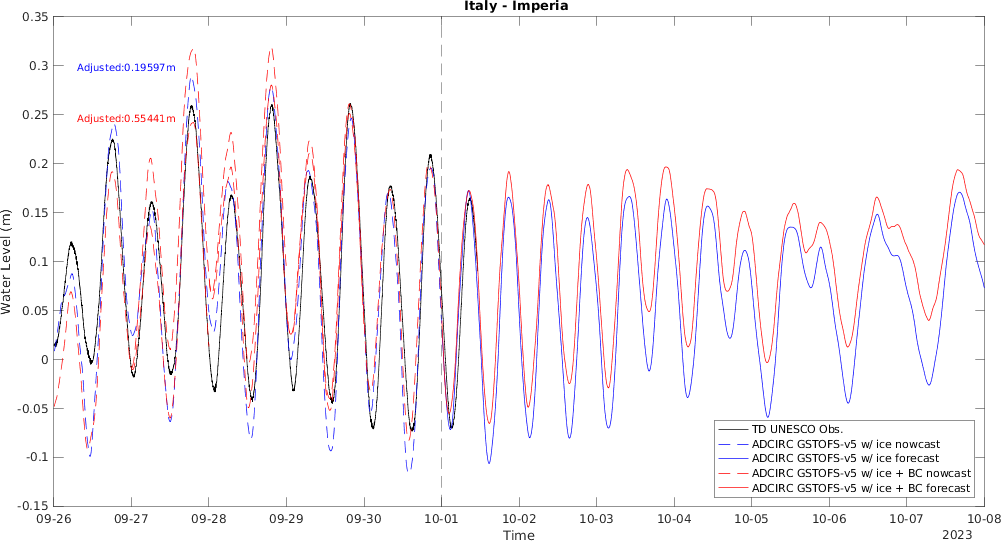 Italy - Imperia
0.35
0.3
0.25
0.2
0.15
0.1
0.05
0
-0.05
-0.1
-0.15
Water Level (m)
Adjusted:0.19597m
Adjusted:0.55441m
TD UNESCO Obs.
ADCIRC GSTOFS-v5 w/ ice nowcast
ADCIRC GSTOFS-v5 w/ ice forecast
ADCIRC GSTOFS-v5 w/ ice + BC nowcast
ADCIRC GSTOFS-v5 w/ ice + BC forecast
09-26 09-27 09-28 09-29 09-30 10-01 10-02 10-03 10-04 10-05 10-06 10-07 10-08
Time
2023